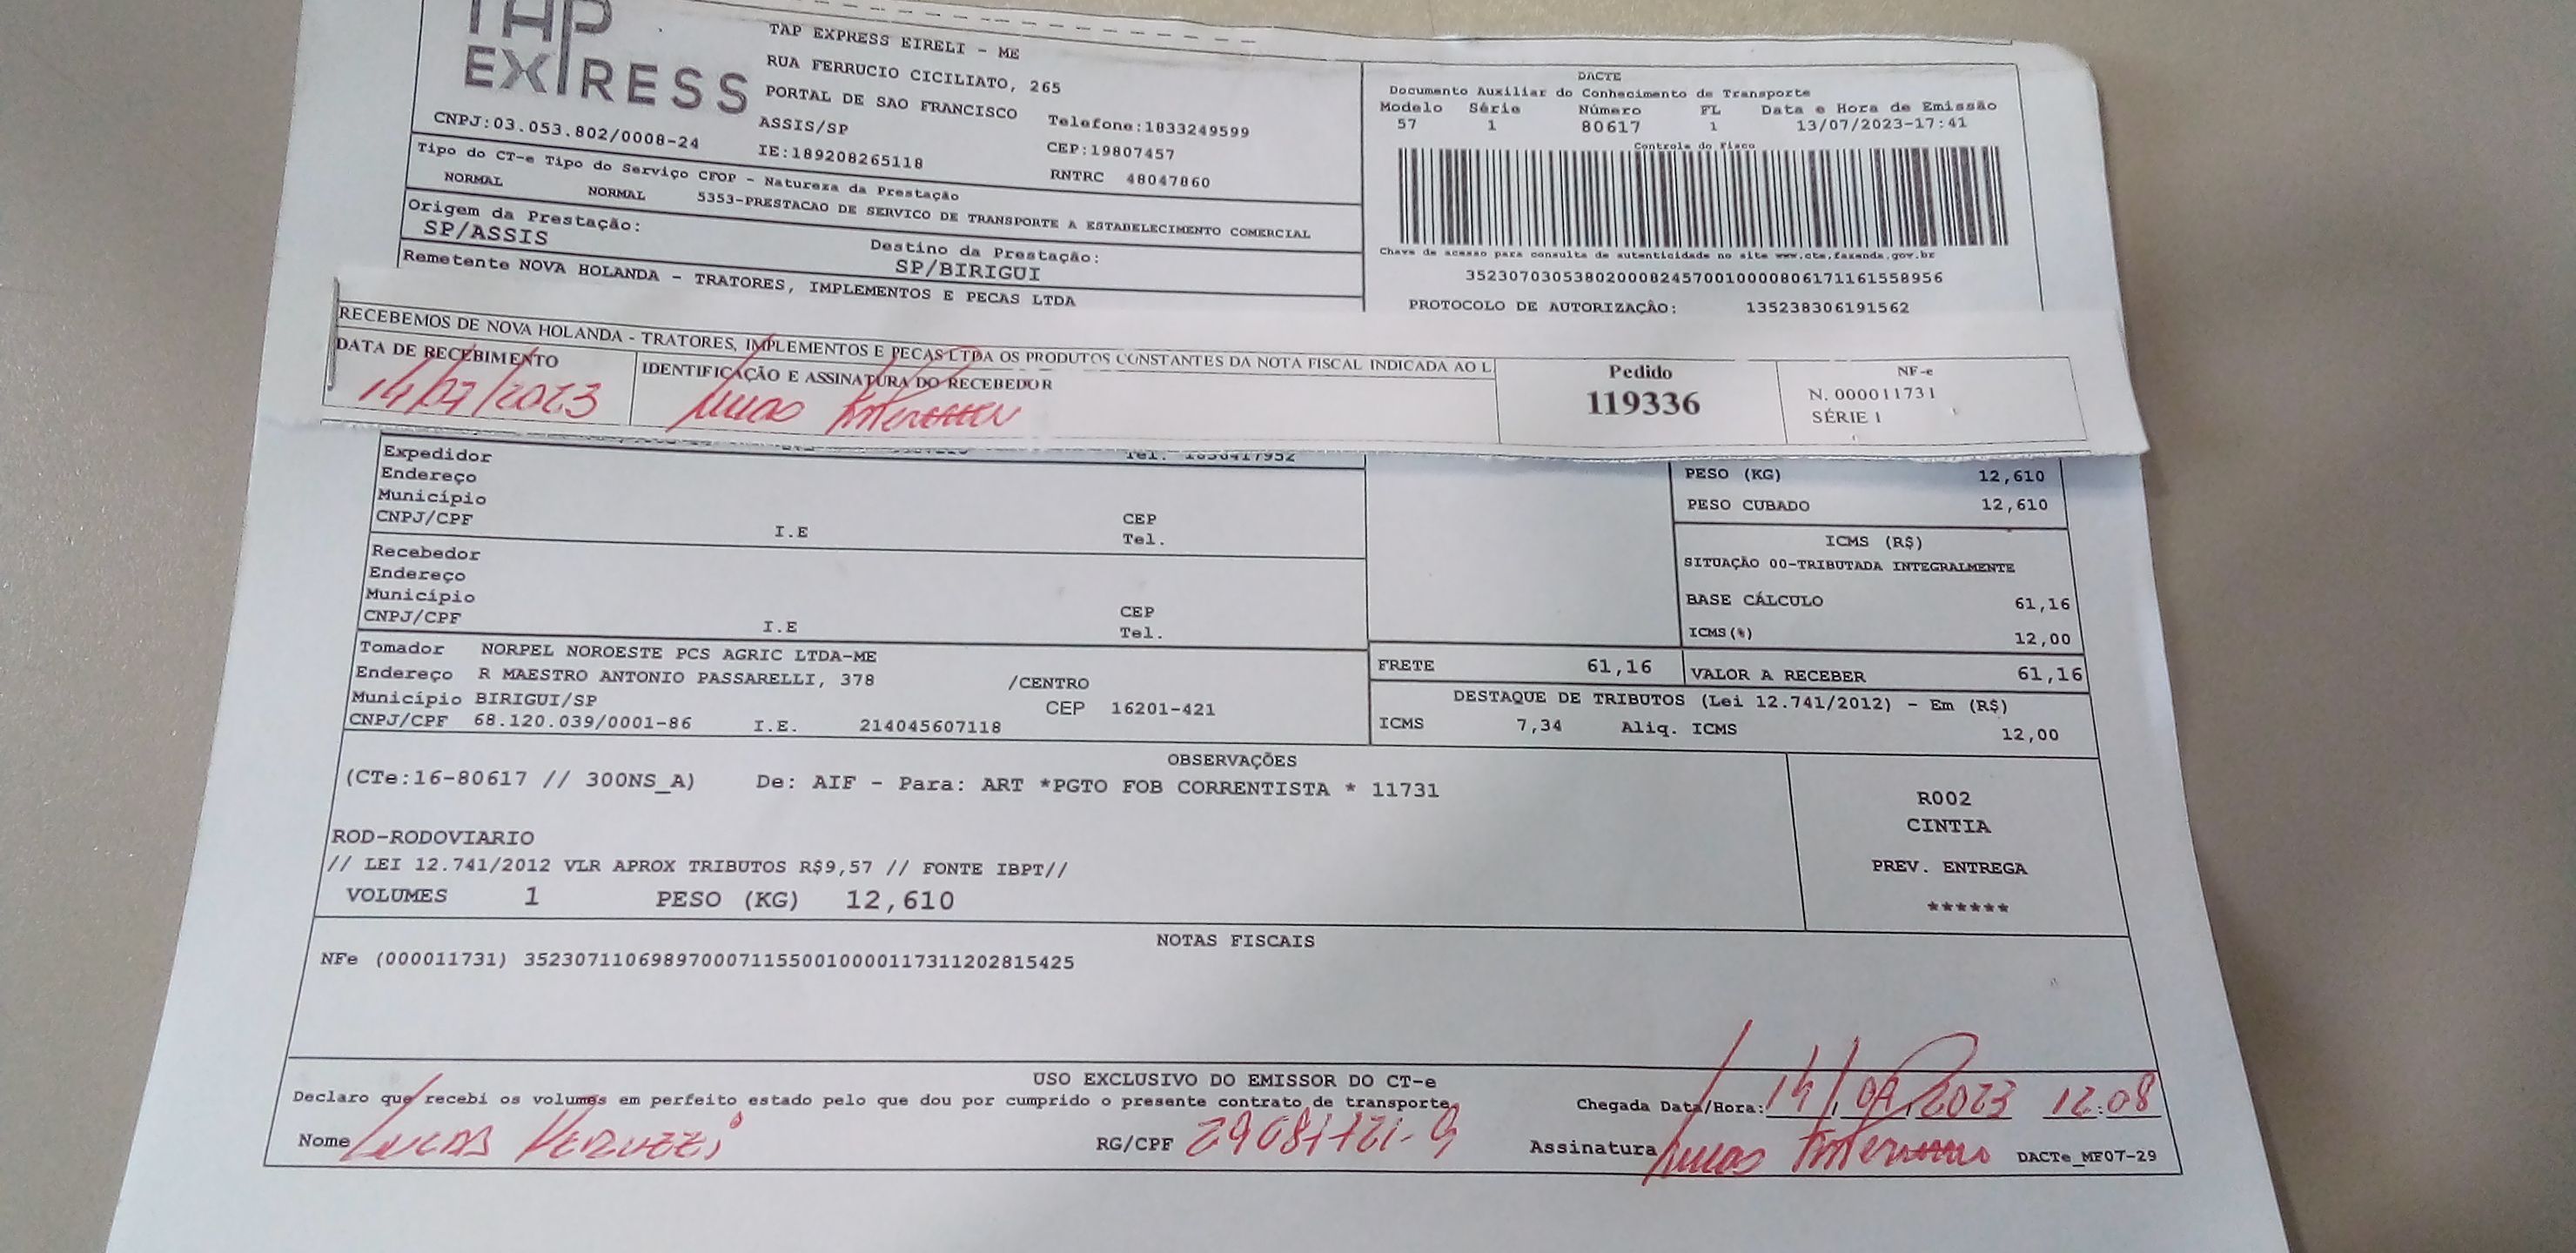 TAP
EXPRESS
TAP EXPRESS EIRELI - ME
RUA FERRUCIO CICILIATO, 265
PORTAL DE SAO FRANCISCO
Telefone:1833249599
CNPJ:03.053.802/0008-24
ASSIS/SP
CEP:19807457
IE:189208265118
RNTRC 48047860
DACTE
Documento Auxiliar do Conhecimento de Transporte
Modelo Série Número FL Data e Hora de Emissão
57 1 80617 1 13/07/2023-17:41
Controle do Fisco
Tipo do CT-e Tipo do Serviço CFOP - Natureza da Prestação
NORMAL NORMAL 5353-PRESTACAO DE SERVICO DE TRANSPORTE A ESTABELECIMENTO COMERCIAL
Origem da Prestação:
SP/ASSIS
Destino da Prestação:
SP/BIRIGUI
Chave de acesso para consulta de autenticidade no site www.cte.fazenda.gov.br
35230703053802000824570010000806171161558956
PROTOCOLO DE AUTORIZAÇÃO: 135238306191562
Remetente NOVA HOLANDA - TRATORES, IMPLEMENTOS E PECAS LTDA
RECEBEMOS DE NOVA HOLANDA - TRATORES, IMPLEMENTOS E PECAS LTDA OS PRODUTOS CONSTANTES DA NOTA FISCAL INDICADA AO L
DATA DE RECEBIMENTO
14/07/2023
IDENTIFICAÇÃO E ASSINATURA DO RECEBEDOR
Lucas
Pedido
119336
NF-e
N. 000011731
SÉRIE 1
Expedidor
Tel. 1836417952
Endereço
Município
CNPJ/CPF I.E CEP
Tel.
Recebedor
Endereço
Município
CNPJ/CPF I.E CEP
Tel.
PESO (KG) 12,610
PESO CUBADO 12,610
ICMS (R$)
SITUAÇÃO 00-TRIBUTADA INTEGRALMENTE
BASE CÁLCULO 61,16
ICMS(%) 12,00
Tomador NORPEL NOROESTE PCS AGRIC LTDA-ME
Endereço R MAESTRO ANTONIO PASSARELLI, 378 /CENTRO
Município BIRIGUI/SP CEP 16201-421
CNPJ/CPF 68.120.039/0001-86 I.E. 214045607118
FRETE 61,16 VALOR A RECEBER 61,16
DESTAQUE DE TRIBUTOS (Lei 12.741/2012) - Em (R$)
ICMS 7,34 Aliq. ICMS 12,00
OBSERVAÇÕES
(CTe:16-80617 // 300NS_A) De: AIF - Para: ART *PGTO FOB CORRENTISTA * 11731
ROD-RODOVIARIO
// LEI 12.741/2012 VLR APROX TRIBUTOS R$9,57 // FONTE IBPT//
VOLUMES 1 PESO (KG) 12,610
R002
CINTIA
PREV. ENTREGA
******
NOTAS FISCAIS
NFe (000011731) 35230711069897000711550010000117311202815425
USO EXCLUSIVO DO EMISSOR DO CT-e
Declaro que recebi os volumes em perfeito estado pelo que dou por cumprido o presente contrato de transporte.
Chegada Data/Hora: 14/07/2023 12:08
Nome Lucas Peruzzi RG/CPF Assinatura Lucas DACTe_MF07-29